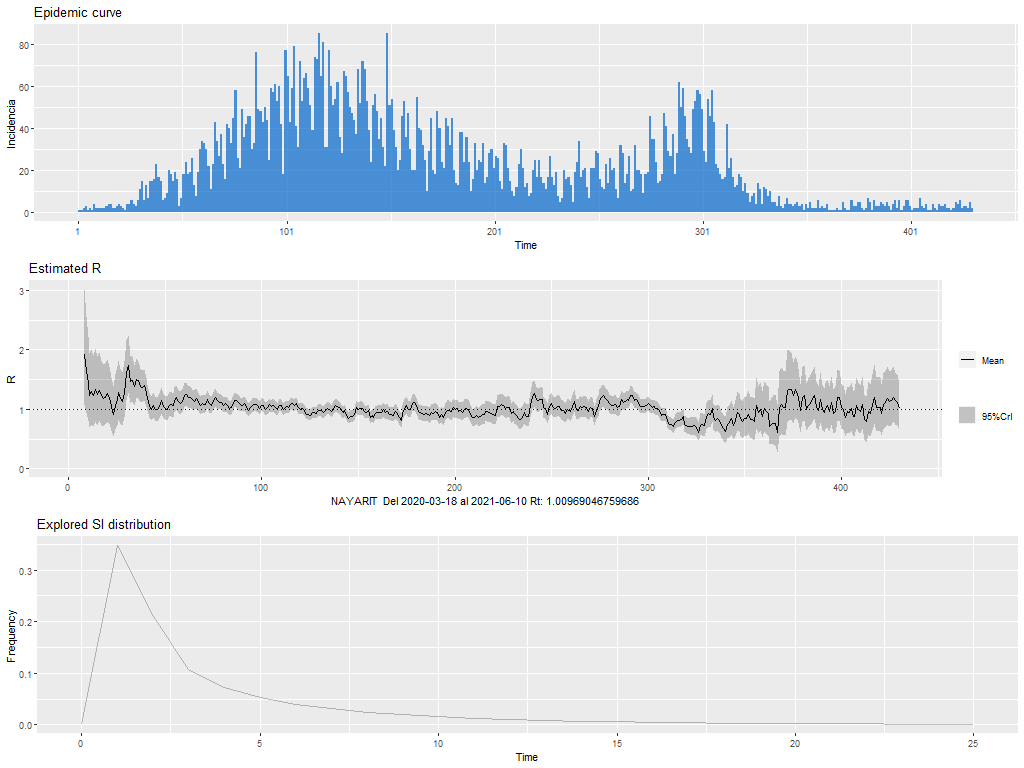 Epidemic curve
80
60
40
20
0
Incidencia
1
101
201
301
401
Time
Estimated R
3
2
1
0
R
Mean
95%CrI
0
100
200
300
400
NAYARIT Del 2020-03-18 al 2021-06-10 Rt: 1.00969046759686
Explored SI distribution
0.3
0.2
0.1
0.0
Frequency
0
5
10
15
20
25
Time